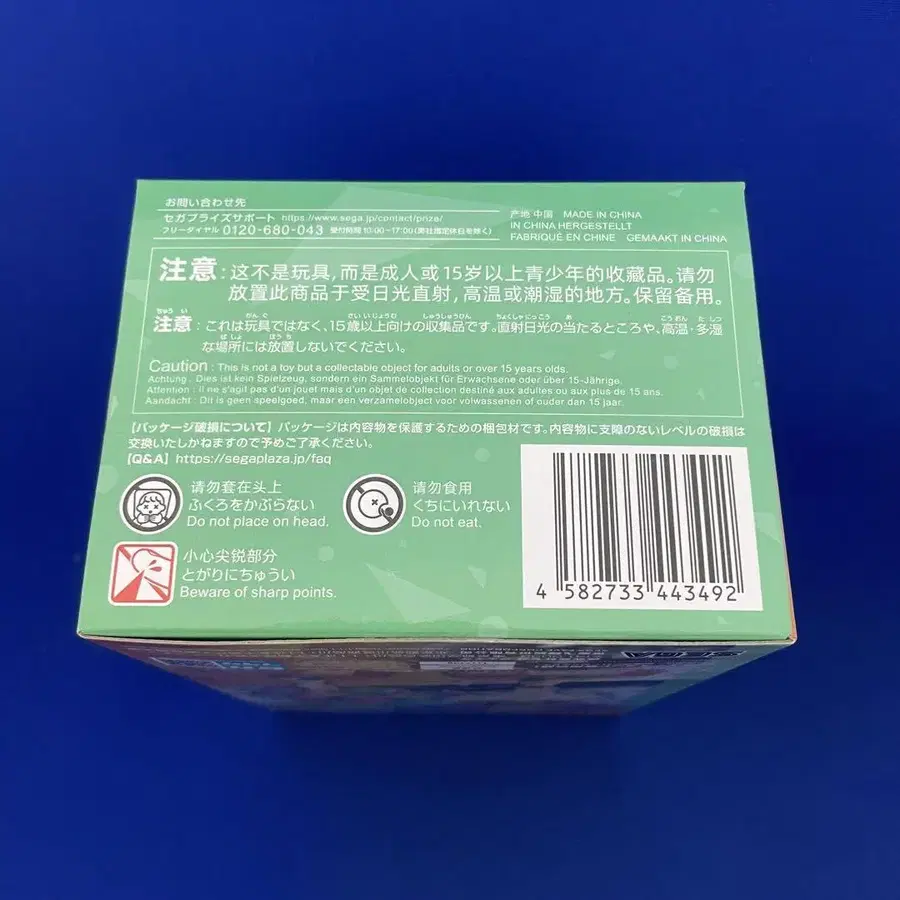 お問い合わせ先
セガプライズサポート https://www.sega.jp/contact/prize/
フリーダイヤル 0120-680-043 受付時間 10:00~17:00(弊社指定休日を除く)
产地 中国 MADE IN CHINA
IN CHINA HERGESTELLT
FABRIQUÉ EN CHINE GEMAAKT IN CHINA
注意：这不是玩具，而是成人或15岁以上青少年的收藏品。请勿
放置此商品于受日光直射，高温或潮湿的地方。保留备用。
注意：これは玩具ではなく、15歳以上向けの収集品です。直射日光の当たるところや、高温・多湿
な場所には放置しないでください。
Caution : This is not a toy but a collectable object for adults or over 15 years olds.
Achtung : Dies ist kein Spielzeug, sondern ein Sammelobjekt für Erwachsene oder über 15-Jährige.
Attention : Il ne s'agit pas d'un jouet mais d'un objet de collection destiné aux adultes ou aux plus de 15 ans.
Aandacht : Dit is geen speelgoed, maar een verzamelobject voor volwassenen of ouder dan 15 jaar.
【パッケージ破損について】パッケージは内容物を保護するための梱包材です。内容物に支障のないレベルの破損は
交換いたしかねますので予めご了承ください。
【Q&A】https://segaplaza.jp/faq
请勿套在头上
ふくろをかぶらない
Do not place on head.
请勿食用
くちにいれない
Do not eat.
小心尖锐部分
とがりにちゅうい
Beware of sharp points.
4 582733 443492